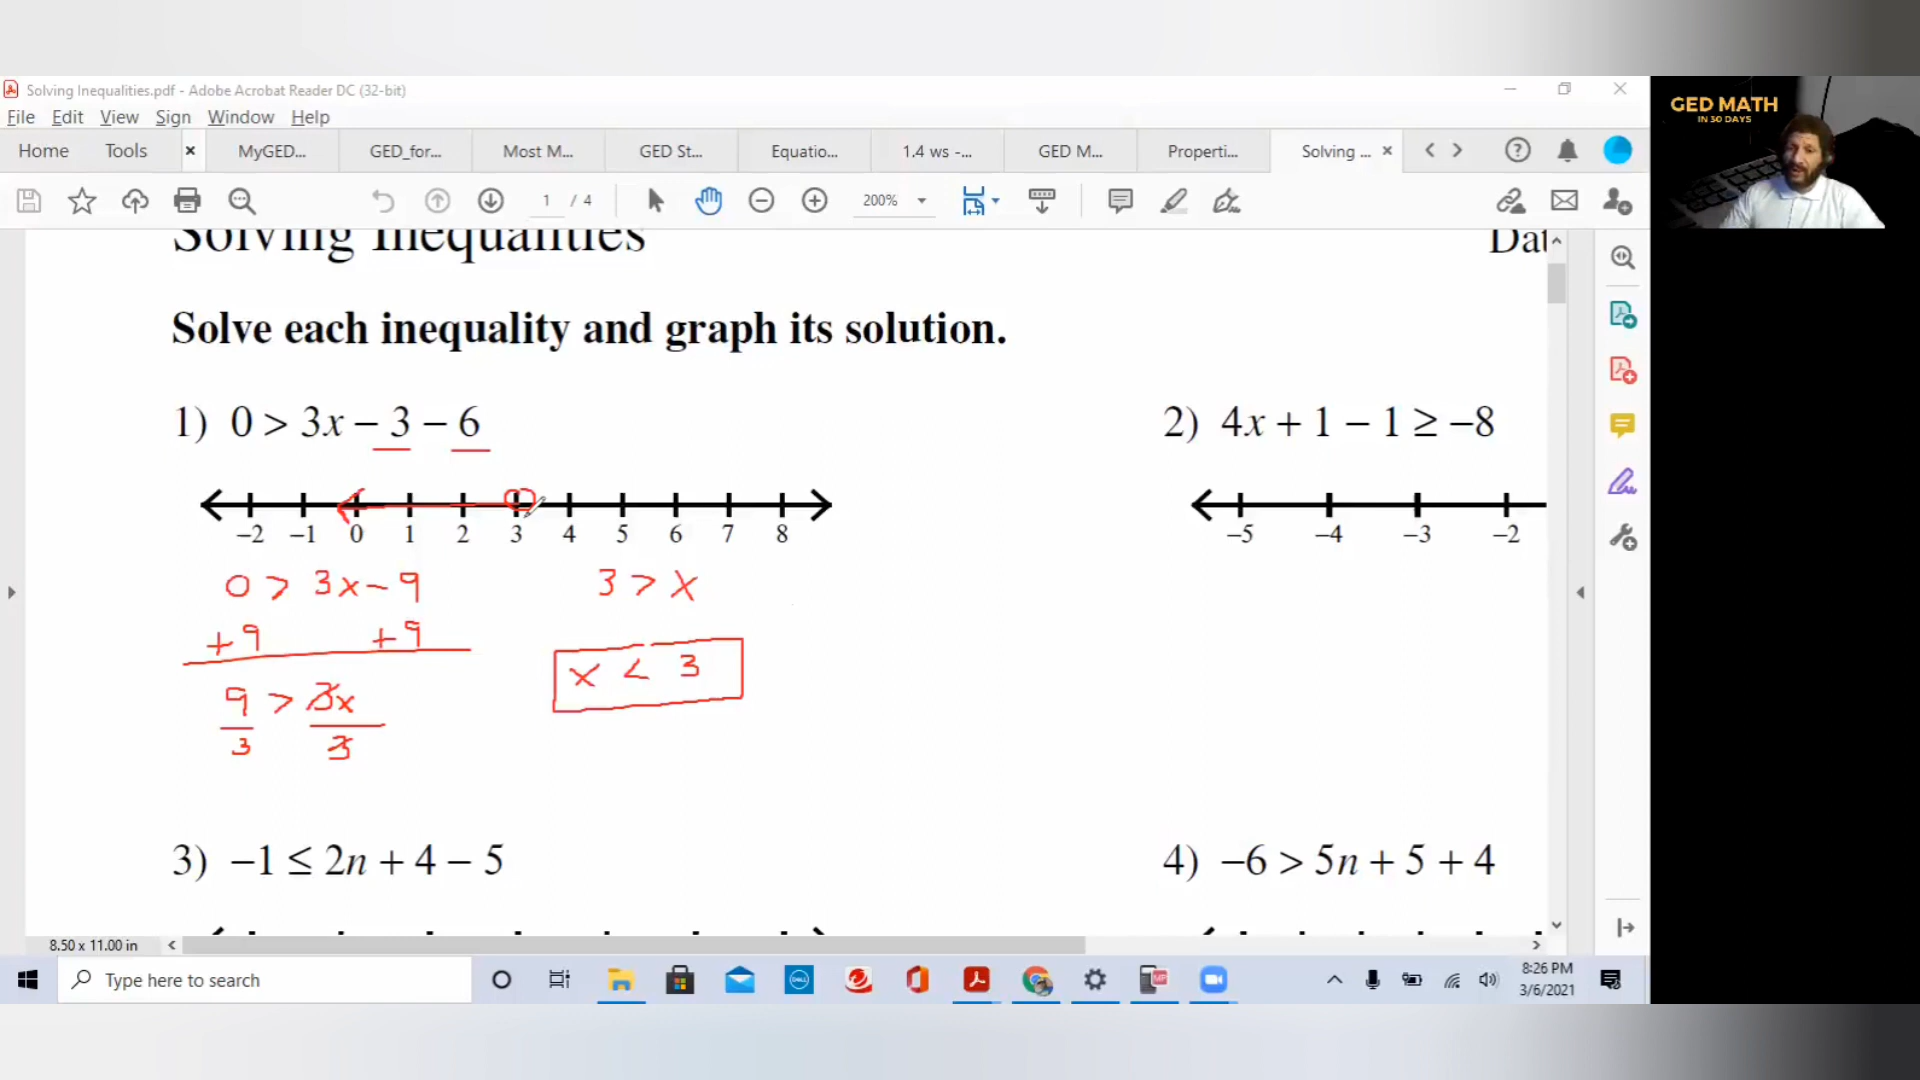 Solving Inequalities.pdf - Adobe Acrobat Reader DC (32-bit)
GED MATH
IN 30 DAYS
File Edit View Sign Window Help
Home Tools MyGED... GED_for... Most M... GED St... Equatio... 1.4 ws -... GED M... Properti... Solving ...
1 / 4 200%
Solving Inequalities Dat
Solve each inequality and graph its solution.
1) 0 > 3x − 3 − 6
2) 4x + 1 − 1 ≥ −8
−2 −1 0 1 2 3 4 5 6 7 8
−5 −4 −3 −2
0 > 3x - 9
+9 +9
9 > 3x
3 3
3 > x
x < 3
3) −1 ≤ 2n + 4 − 5
4) −6 > 5n + 5 + 4
8.50 x 11.00 in
Type here to search
DELL
8:26 PM
3/6/2021